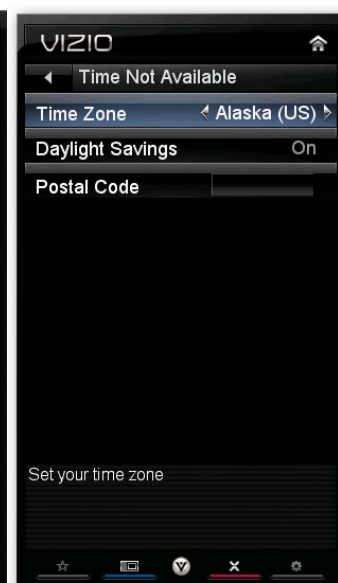 VIZIO
Time Not Available
Time Zone Alaska (US)
Daylight Savings On
Postal Code
Set your time zone
V